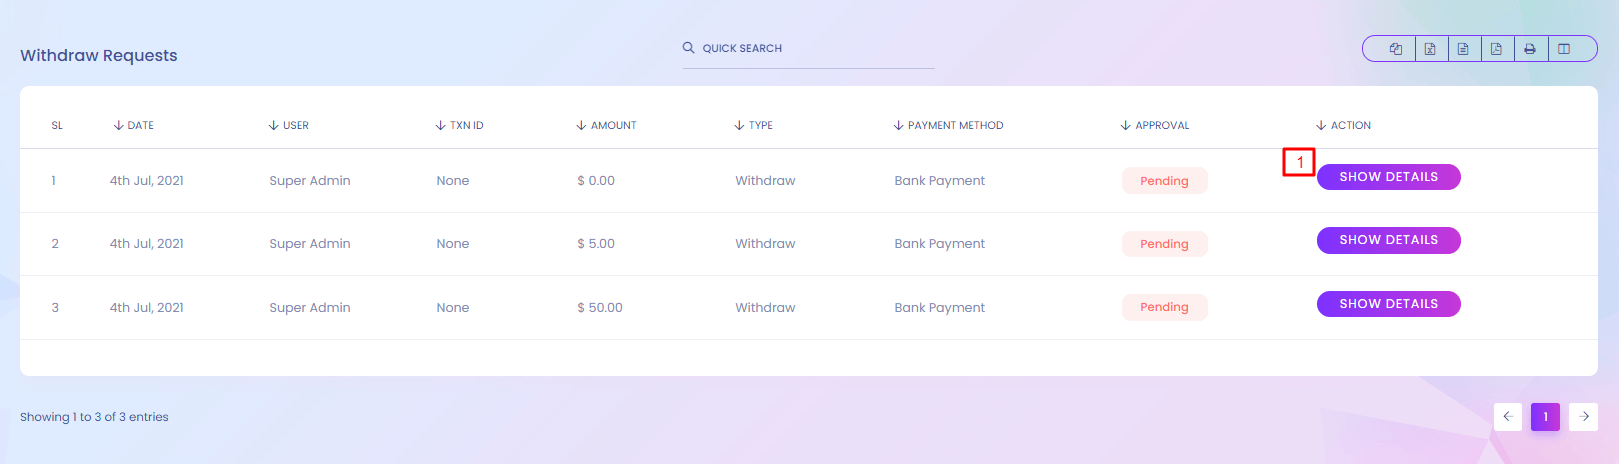 Withdraw Requests
QUICK SEARCH
SL DATE USER TXN ID AMOUNT TYPE PAYMENT METHOD APPROVAL ACTION
1
1 4th Jul, 2021 Super Admin None $ 0.00 Withdraw Bank Payment Pending SHOW DETAILS
2 4th Jul, 2021 Super Admin None $ 5.00 Withdraw Bank Payment Pending SHOW DETAILS
3 4th Jul, 2021 Super Admin None $ 50.00 Withdraw Bank Payment Pending SHOW DETAILS
Showing 1 to 3 of 3 entries
1